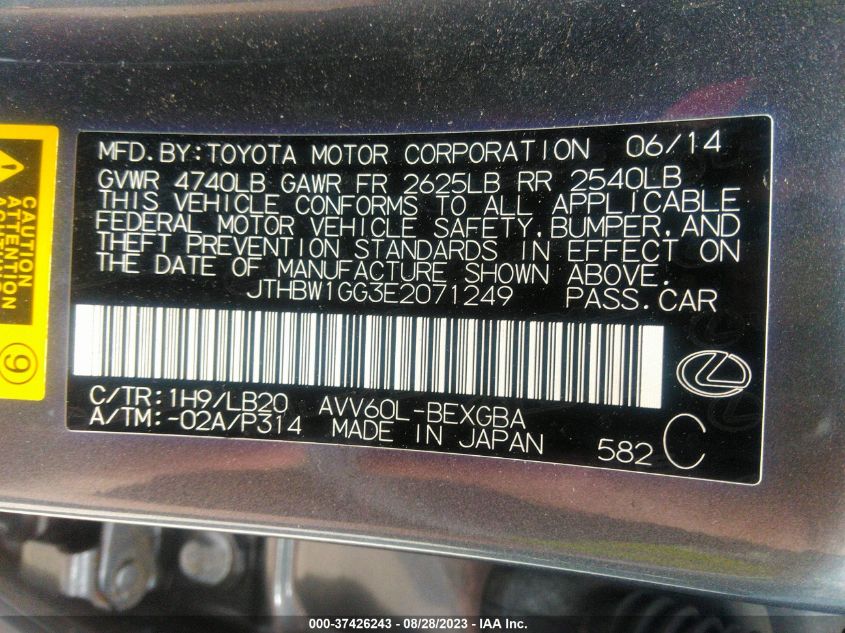 MFD.BY:TOYOTA MOTOR CORPORATION 06/14
GVWR 4740LB GAWR FR 2625LB RR 2540LB
THIS VEHICLE CONFORMS TO ALL APPLICABLE
FEDERAL MOTOR VEHICLE SAFETY,BUMPER,AND
THEFT PREVENTION STANDARDS IN EFFECT ON
THE DATE OF MANUFACTURE SHOWN ABOVE.
JTHBW1GG3E2071249 PASS.CAR
C/TR:1H9/LB20 AVV60L-BEXGBA
A/TM:-02A/P314 MADE IN JAPAN
582 C
CAUTION
ATTENTION
9
000-37426243 - 08/28/2023 - IAA Inc.